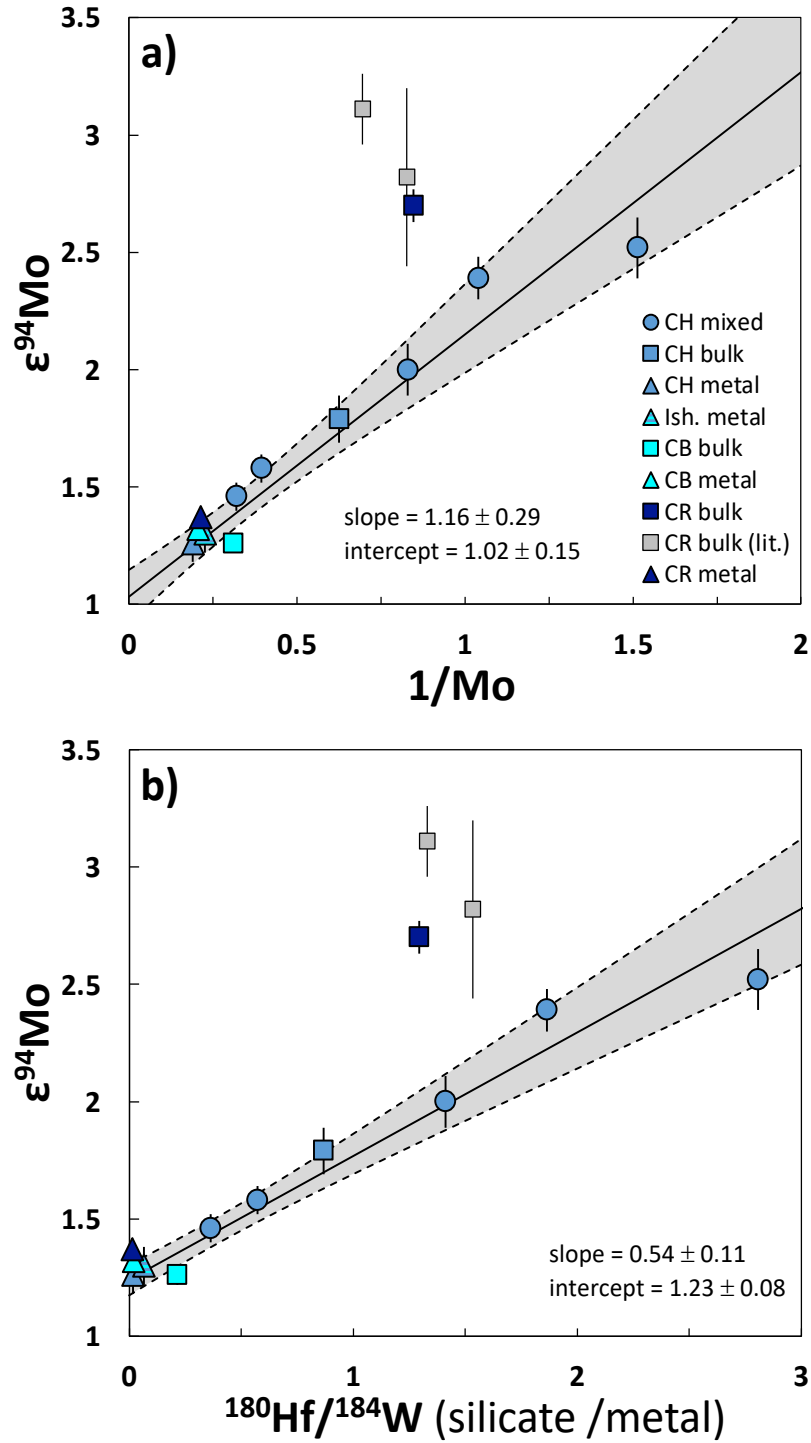 a)
3.5
3
2.5
2
1.5
1
ε⁹⁴Mo
CH mixed
CH bulk
CH metal
Ish. metal
CB bulk
CB metal
CR bulk
CR bulk (lit.)
CR metal
slope = 1.16 ± 0.29
intercept = 1.02 ± 0.15
0 0.5 1 1.5 2
1/Mo
b)
3.5
3
2.5
2
1.5
1
ε⁹⁴Mo
slope = 0.54 ± 0.11
intercept = 1.23 ± 0.08
0 1 2 3
¹⁸⁰Hf/¹⁸⁴W (silicate /metal)